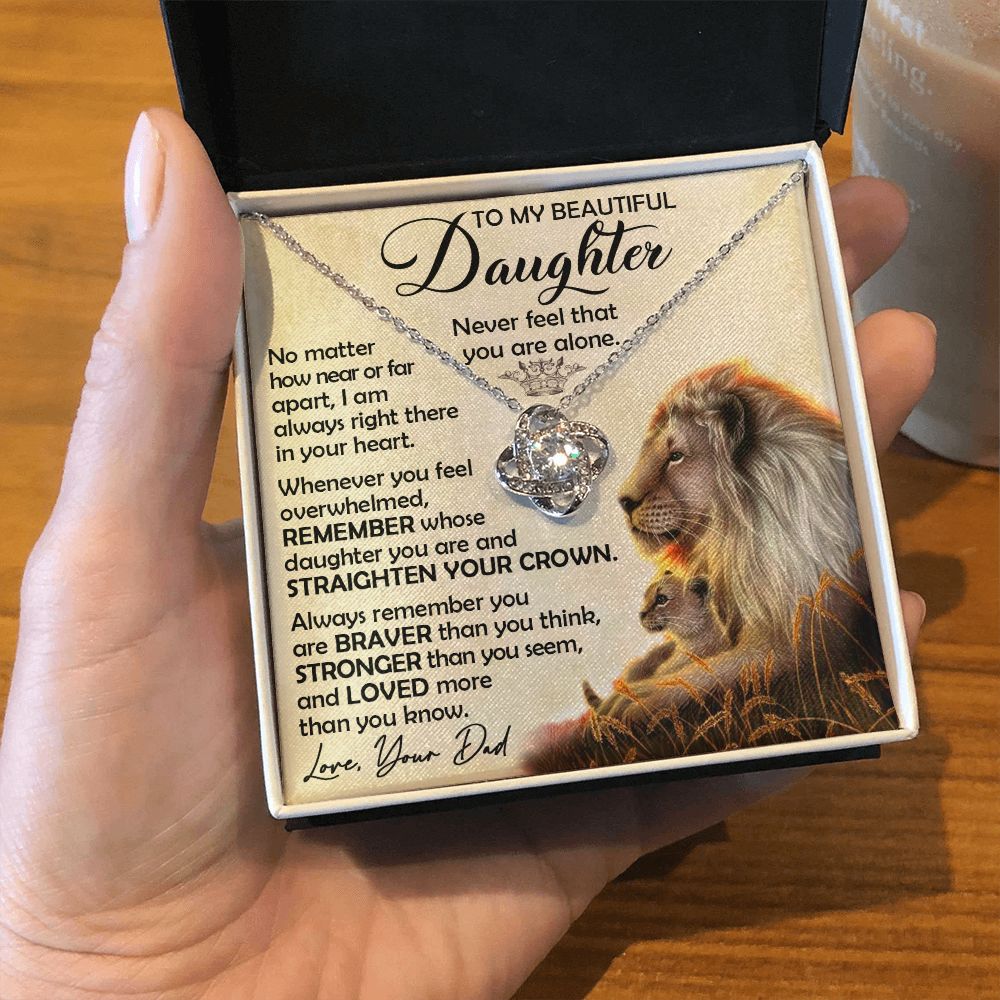 TO MY BEAUTIFUL
Daughter
Never feel that
you are alone.
No matter
how near or far
apart, I am
always right there
in your heart.
Whenever you feel
overwhelmed,
REMEMBER whose
daughter you are and
STRAIGHTEN YOUR CROWN.
Always remember you
are BRAVER than you think,
STRONGER than you seem,
and LOVED more
than you know.
Love, Your Dad